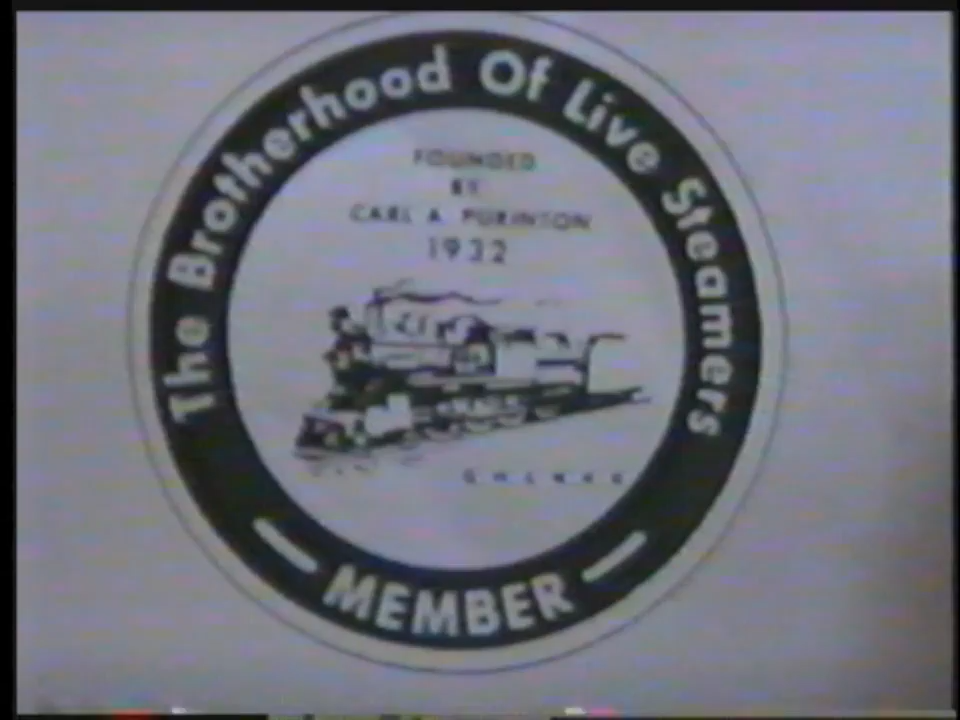 The Brotherhood Of Live Steamers
FOUNDED
BY
CARL A. PURINTON
1932
MEMBER